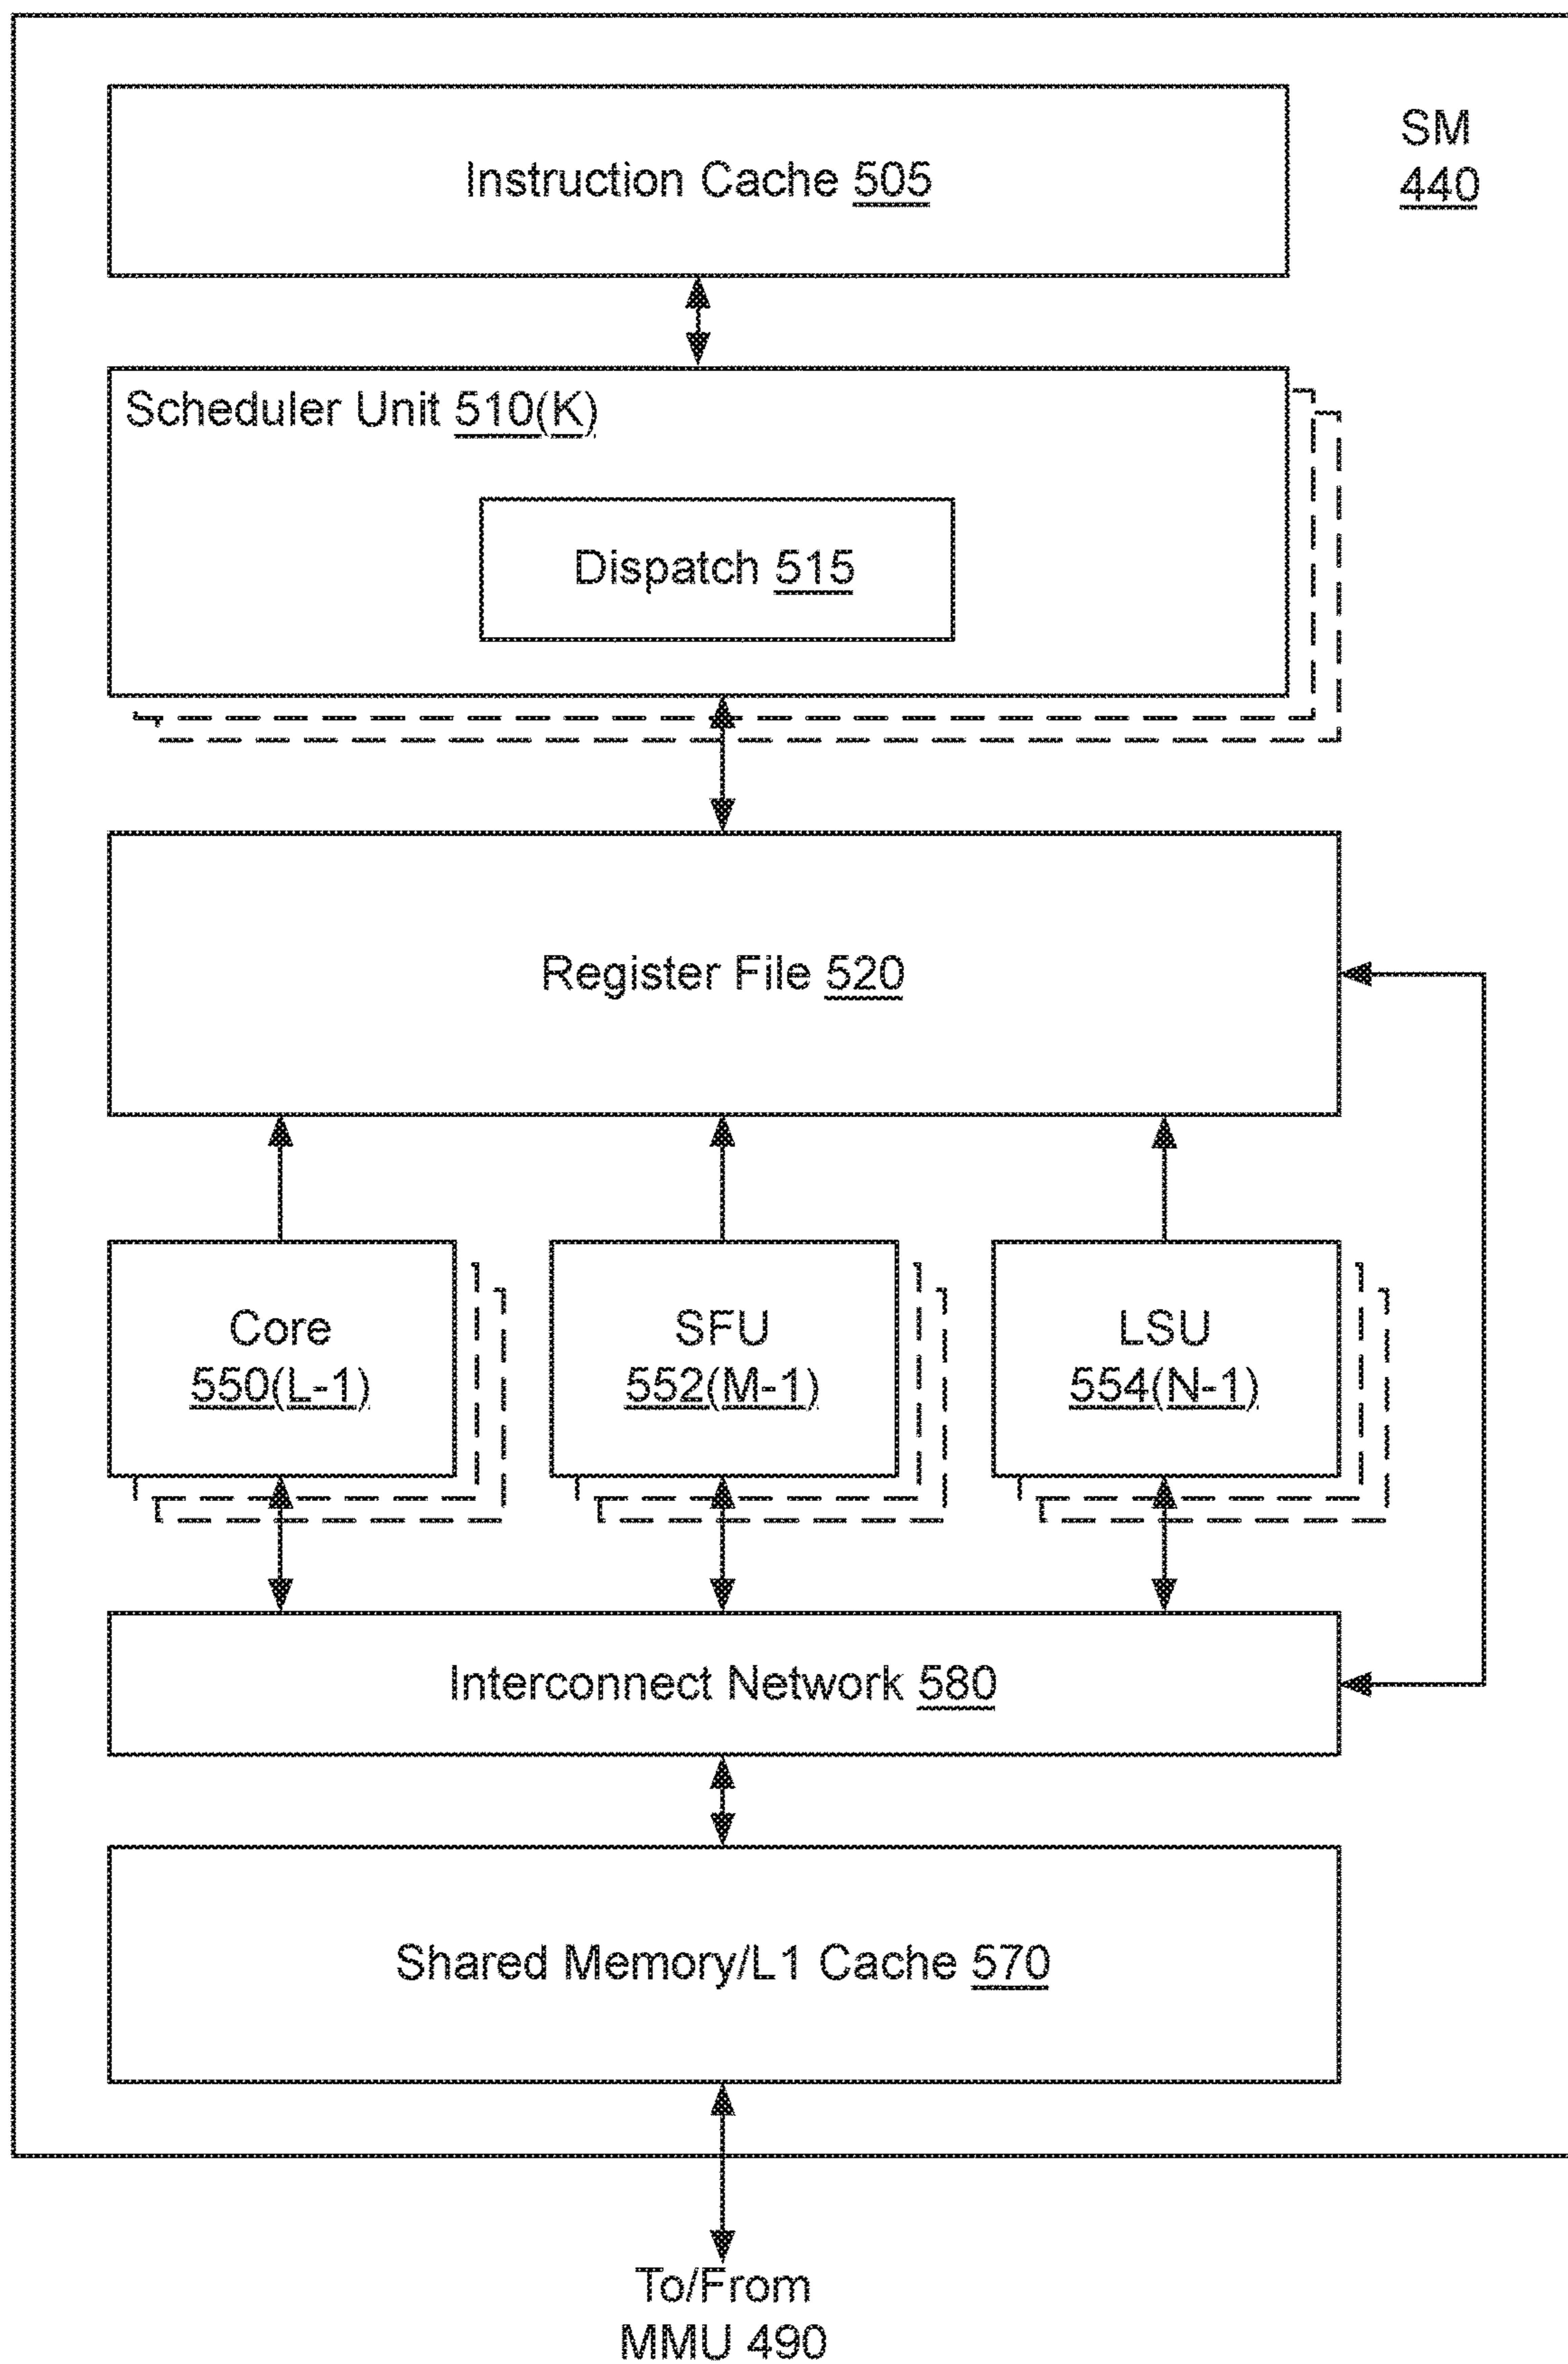 Instruction Cache 505
SM
440
Scheduler Unit 510(K)
Dispatch 515
Register File 520
Core
550(L-1)
SFU
552(M-1)
LSU
554(N-1)
Interconnect Network 580
Shared Memory/L1 Cache 570
To/From
MMU 490